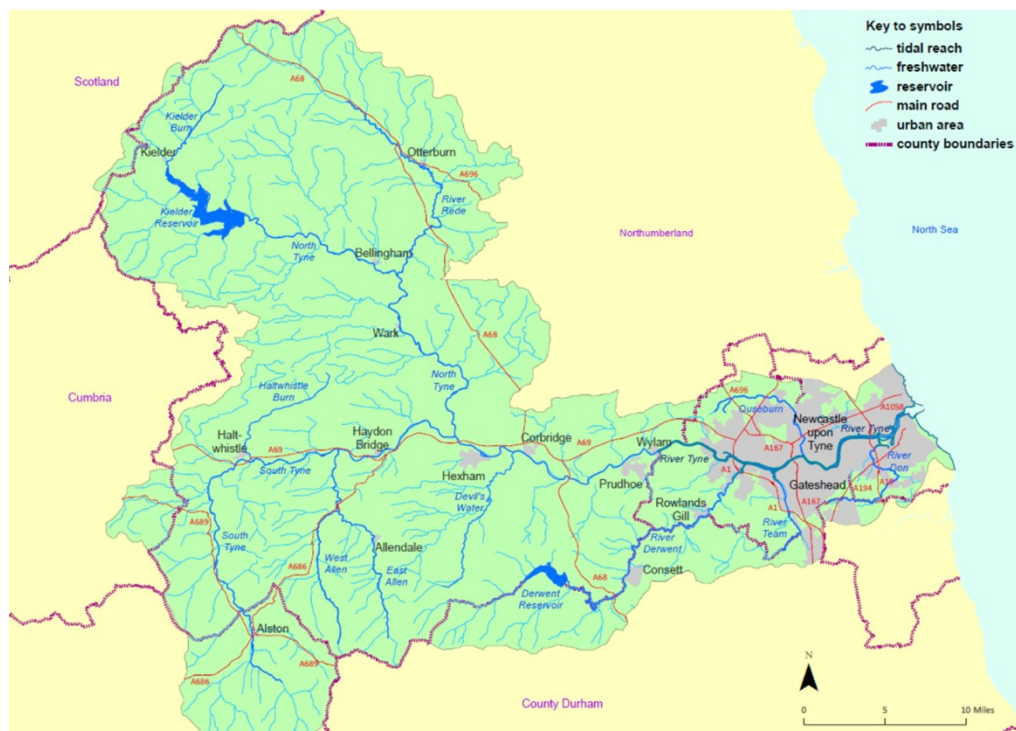 Key to symbols
tidal reach
freshwater
reservoir
main road
urban area
county boundaries
Scotland
A68
Kielder
Burn
Kielder
Otterburn
A696
River
Rede
Kielder
Reservoir
North
Tyne
Bellingham
Northumberland
North Sea
Wark
A68
North
Tyne
Cumbria
Haltwhistle
Burn
A696
Ouseburn
A1058
Newcastle
upon
Tyne
River Tyne
Halt-
whistle
Haydon
Bridge
A69
Corbridge
A69
Wylam
A167
River
Don
South Tyne
River Tyne
Hexham
A1
Prudhoe
Gateshead
A194
A19
Devil's
Water
Rowlands
Gill
A167
A1
A689
South
Tyne
River
Team
River
Derwent
West
Allen
Allendale
East
Allen
A686
Consett
A68
Derwent
Reservoir
Alston
A689
A686
County Durham
N
0 5 10 Miles